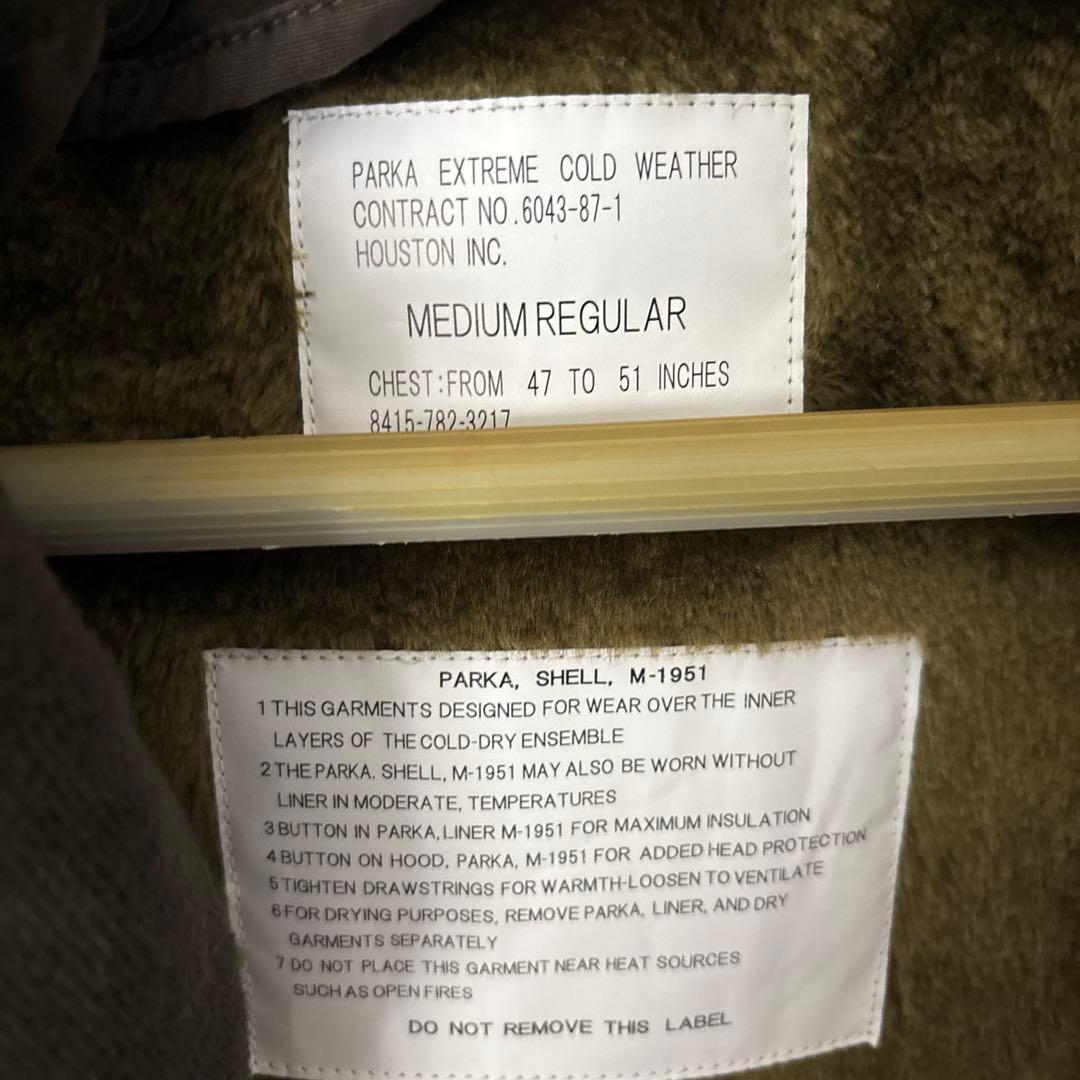 PARKA EXTREME COLD WEATHER
CONTRACT NO.6043-87-1
HOUSTON INC.
MEDIUM REGULAR
CHEST:FROM 47 TO 51 INCHES
8415-782-3217
PARKA, SHELL, M-1951
1 THIS GARMENTS DESIGNED FOR WEAR OVER THE INNER
LAYERS OF THE COLD-DRY ENSEMBLE
2 THE PARKA. SHELL, M-1951 MAY ALSO BE WORN WITHOUT
LINER IN MODERATE, TEMPERATURES
3 BUTTON IN PARKA, LINER M-1951 FOR MAXIMUM INSULATION
4 BUTTON ON HOOD, PARKA, M-1951 FOR ADDED HEAD PROTECTION
5 TIGHTEN DRAWSTRINGS FOR WARMTH-LOOSEN TO VENTILATE
6 FOR DRYING PURPOSES, REMOVE PARKA, LINER, AND DRY
GARMENTS SEPARATELY
7 DO NOT PLACE THIS GARMENT NEAR HEAT SOURCES
SUCH AS OPEN FIRES
DO NOT REMOVE THIS LABEL